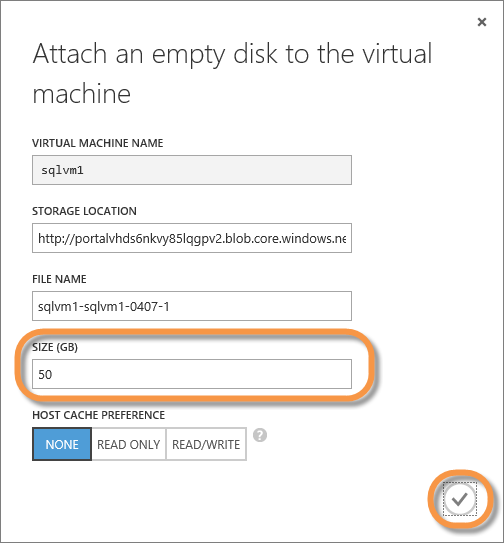 Attach an empty disk to the virtual
machine
VIRTUAL MACHINE NAME
sqlvm1
STORAGE LOCATION
http://portalvhds6nkvy85lqgpv2.blob.core.windows.ne
FILE NAME
sqlvm1-sqlvm1-0407-1
SIZE (GB)
50
HOST CACHE PREFERENCE
NONE READ ONLY READ/WRITE ?